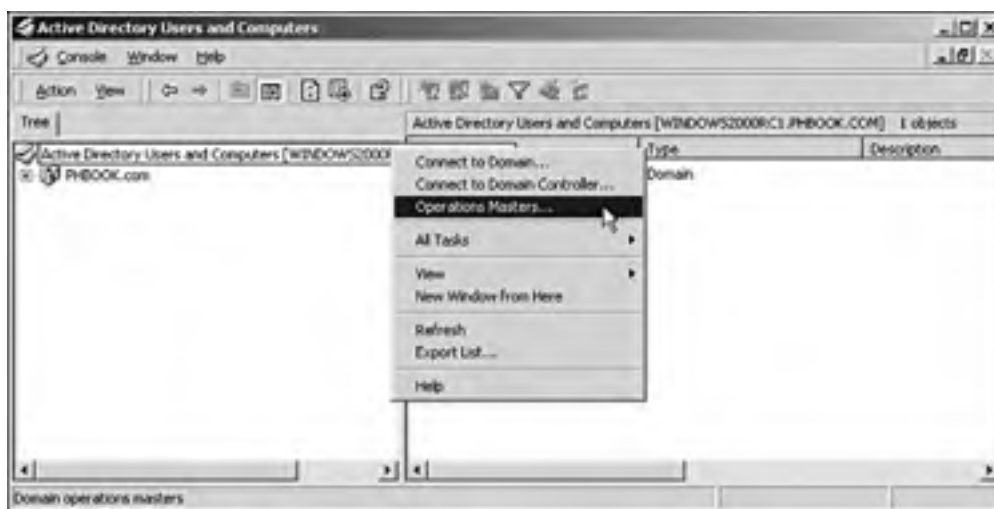 Active Directory Users and Computers
Console Window Help
Action View
Tree
Active Directory Users and Computers [WINDOWS2000RC1.PHBOOK.COM] 1 objects
Active Directory Users and Computers [WINDOWS2000R
Type Description
PHBOOK.com
Domain
Connect to Domain...
Connect to Domain Controller...
Operations Masters...
All Tasks
View
New Window from Here
Refresh
Export List...
Help
Domain operations masters